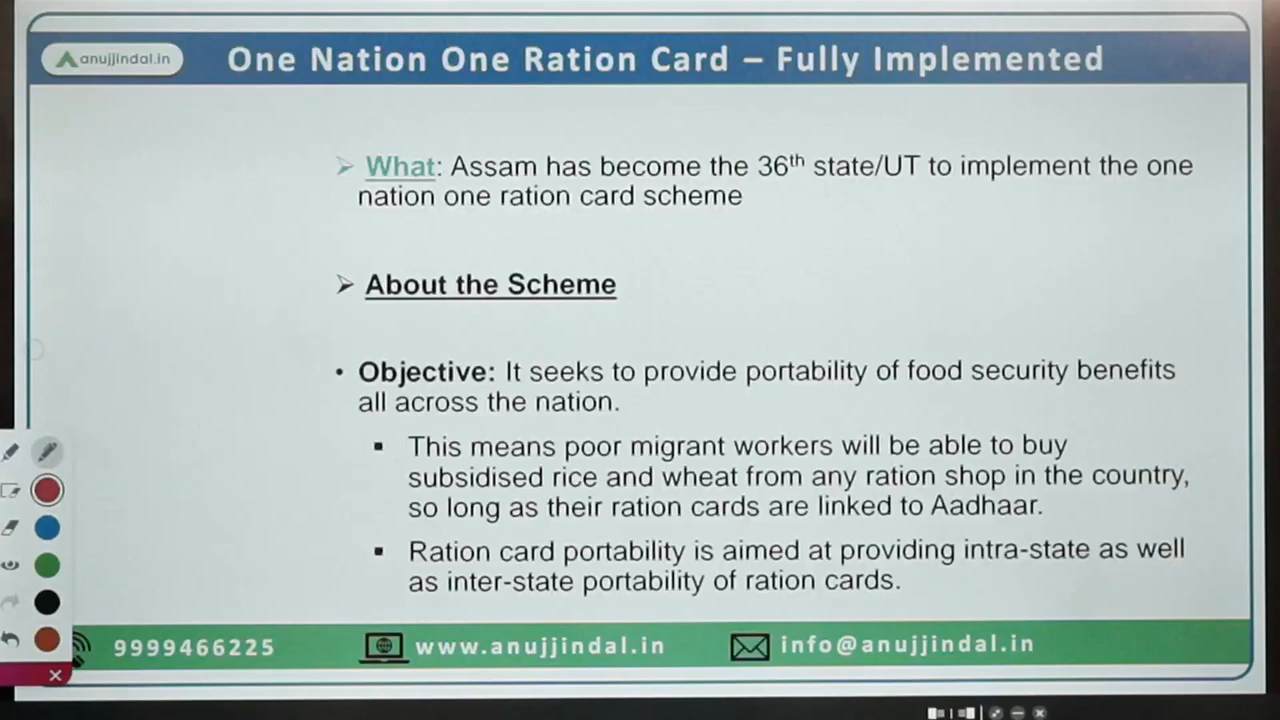 anujjindal.in
One Nation One Ration Card – Fully Implemented
➢ What: Assam has become the 36th state/UT to implement the one
nation one ration card scheme
➢ About the Scheme
• Objective: It seeks to provide portability of food security benefits
all across the nation.
▪ This means poor migrant workers will be able to buy
subsidised rice and wheat from any ration shop in the country,
so long as their ration cards are linked to Aadhaar.
▪ Ration card portability is aimed at providing intra-state as well
as inter-state portability of ration cards.
9999466225 www.anujjindal.in info@anujjindal.in